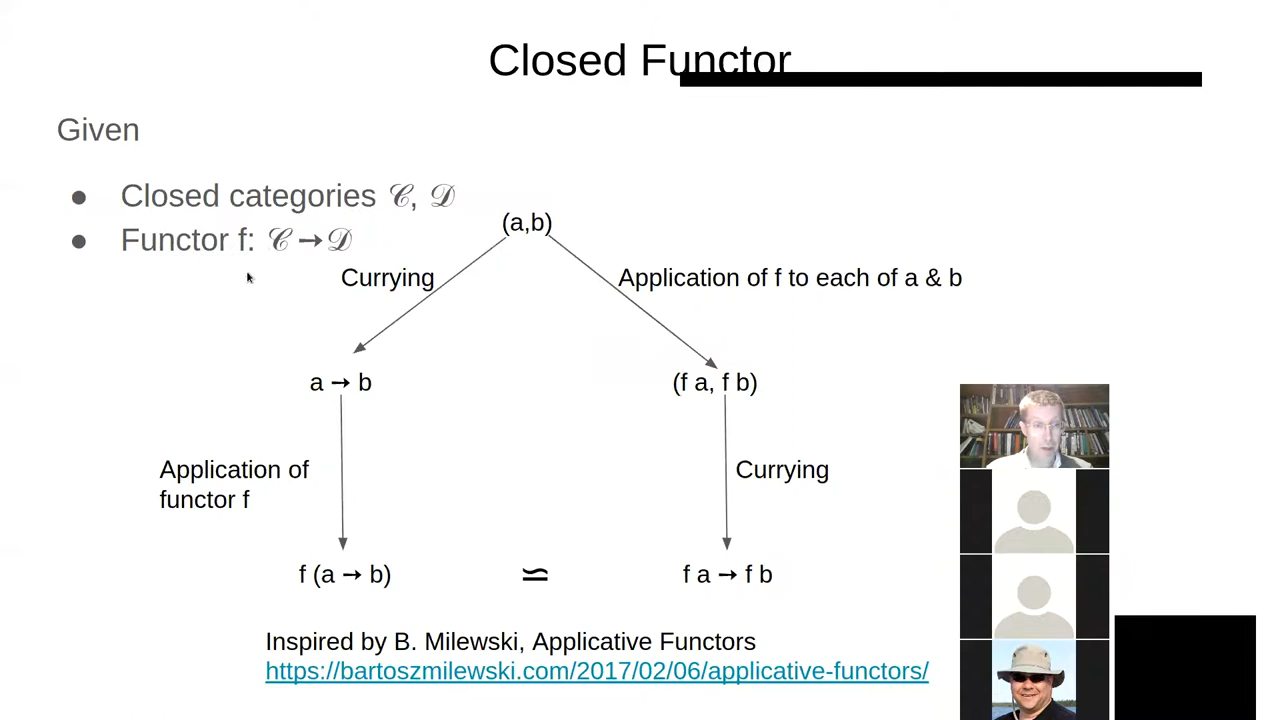 Closed Functor
Given
● Closed categories 𝒞, 𝒟
● Functor f: 𝒞 → 𝒟
(a,b)
Currying
Application of f to each of a & b
a → b
(f a, f b)
Application of
functor f
Currying
f (a → b)
≌
f a → f b
Inspired by B. Milewski, Applicative Functors
https://bartoszmilewski.com/2017/02/06/applicative-functors/